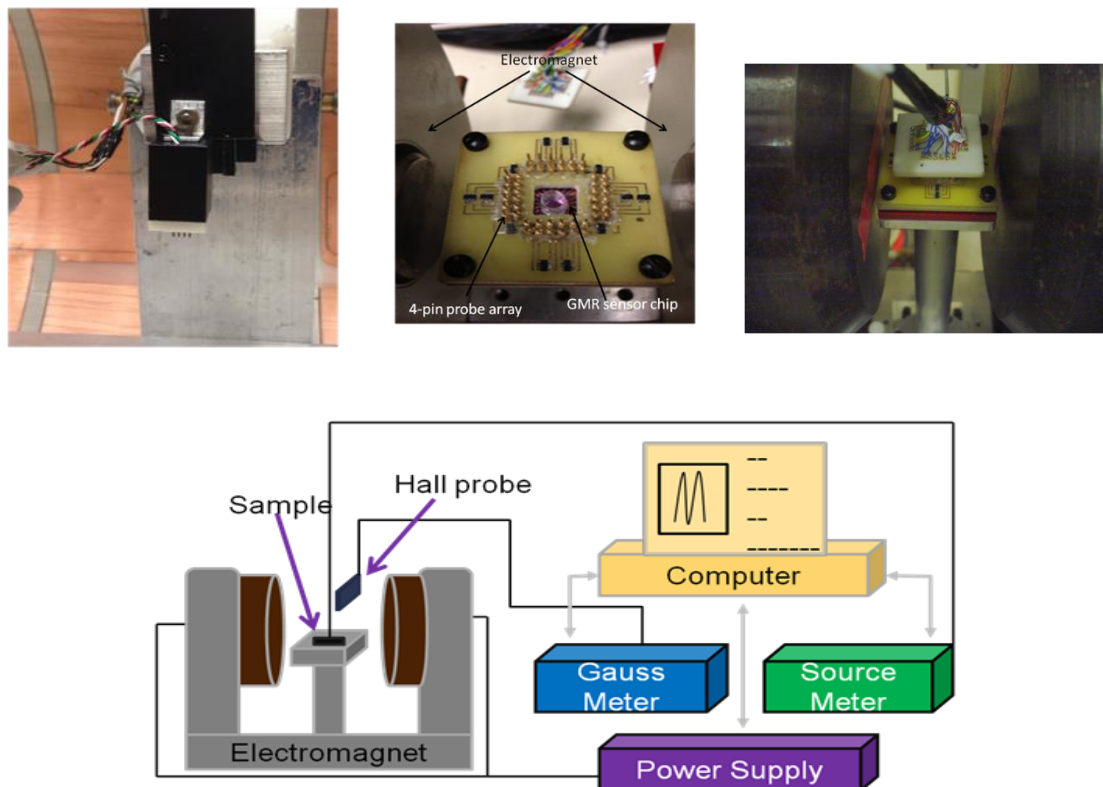 Electromagnet
4-pin probe array
GMR sensor chip
Hall probe
Sample
Computer
Gauss
Meter
Source
Meter
Electromagnet
Power Supply